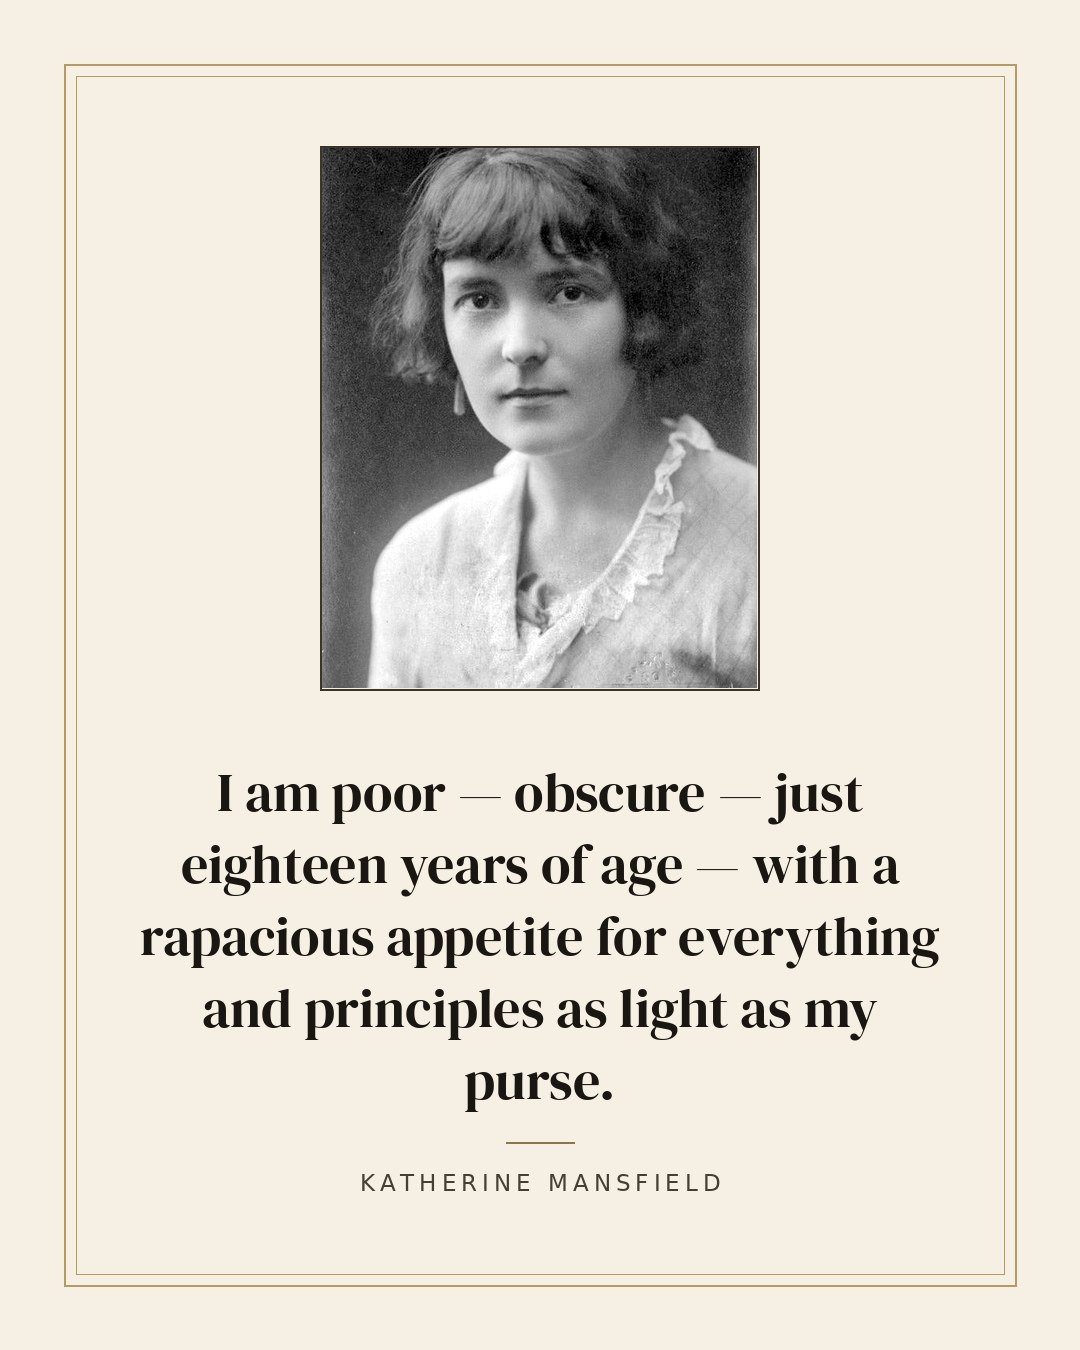 I am poor — obscure — just
eighteen years of age — with a
rapacious appetite for everything
and principles as light as my
purse.
KATHERINE MANSFIELD